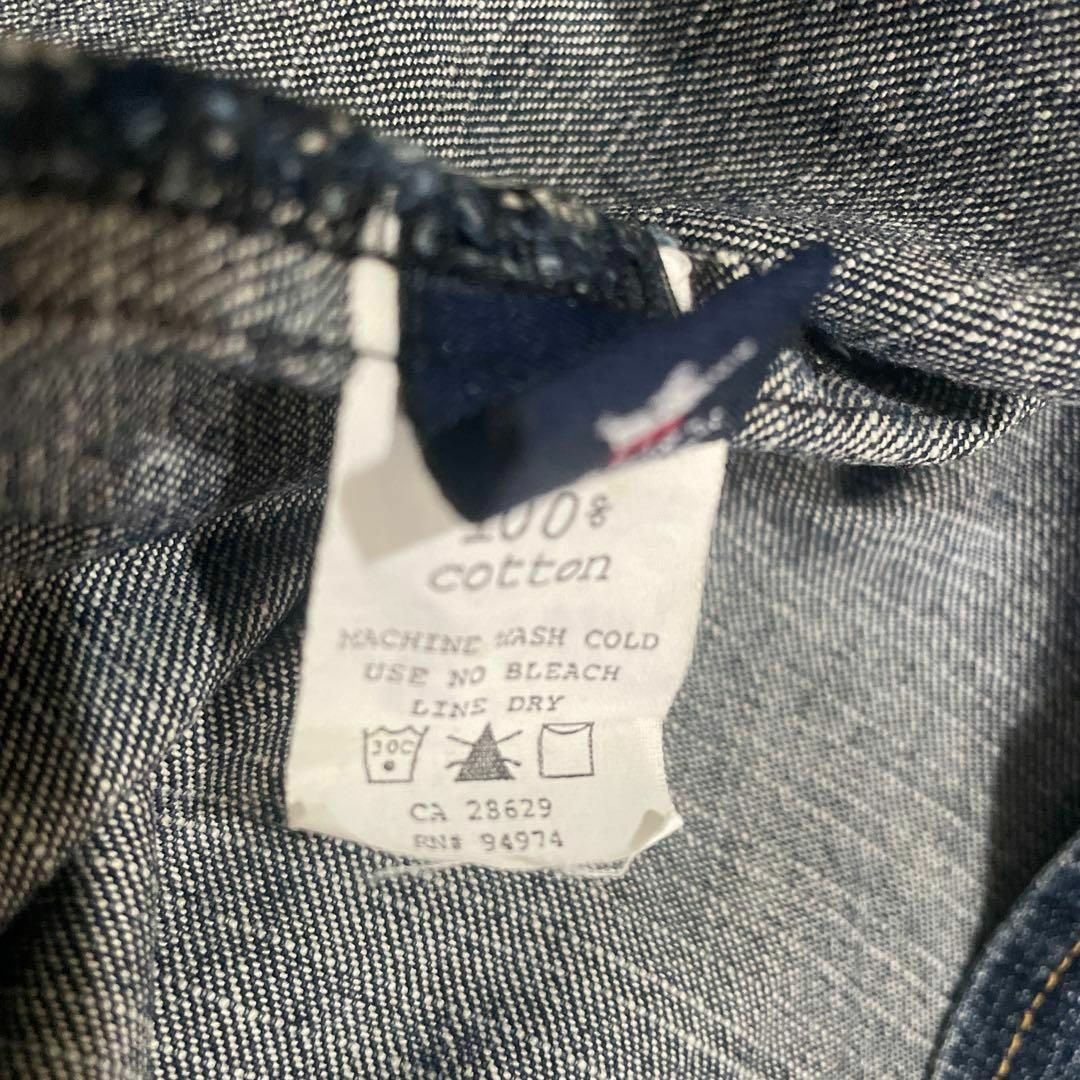 100%
cotton
MACHINE WASH COLD
USE NO BLEACH
LINE DRY
30C
CA 28629
RN# 94974